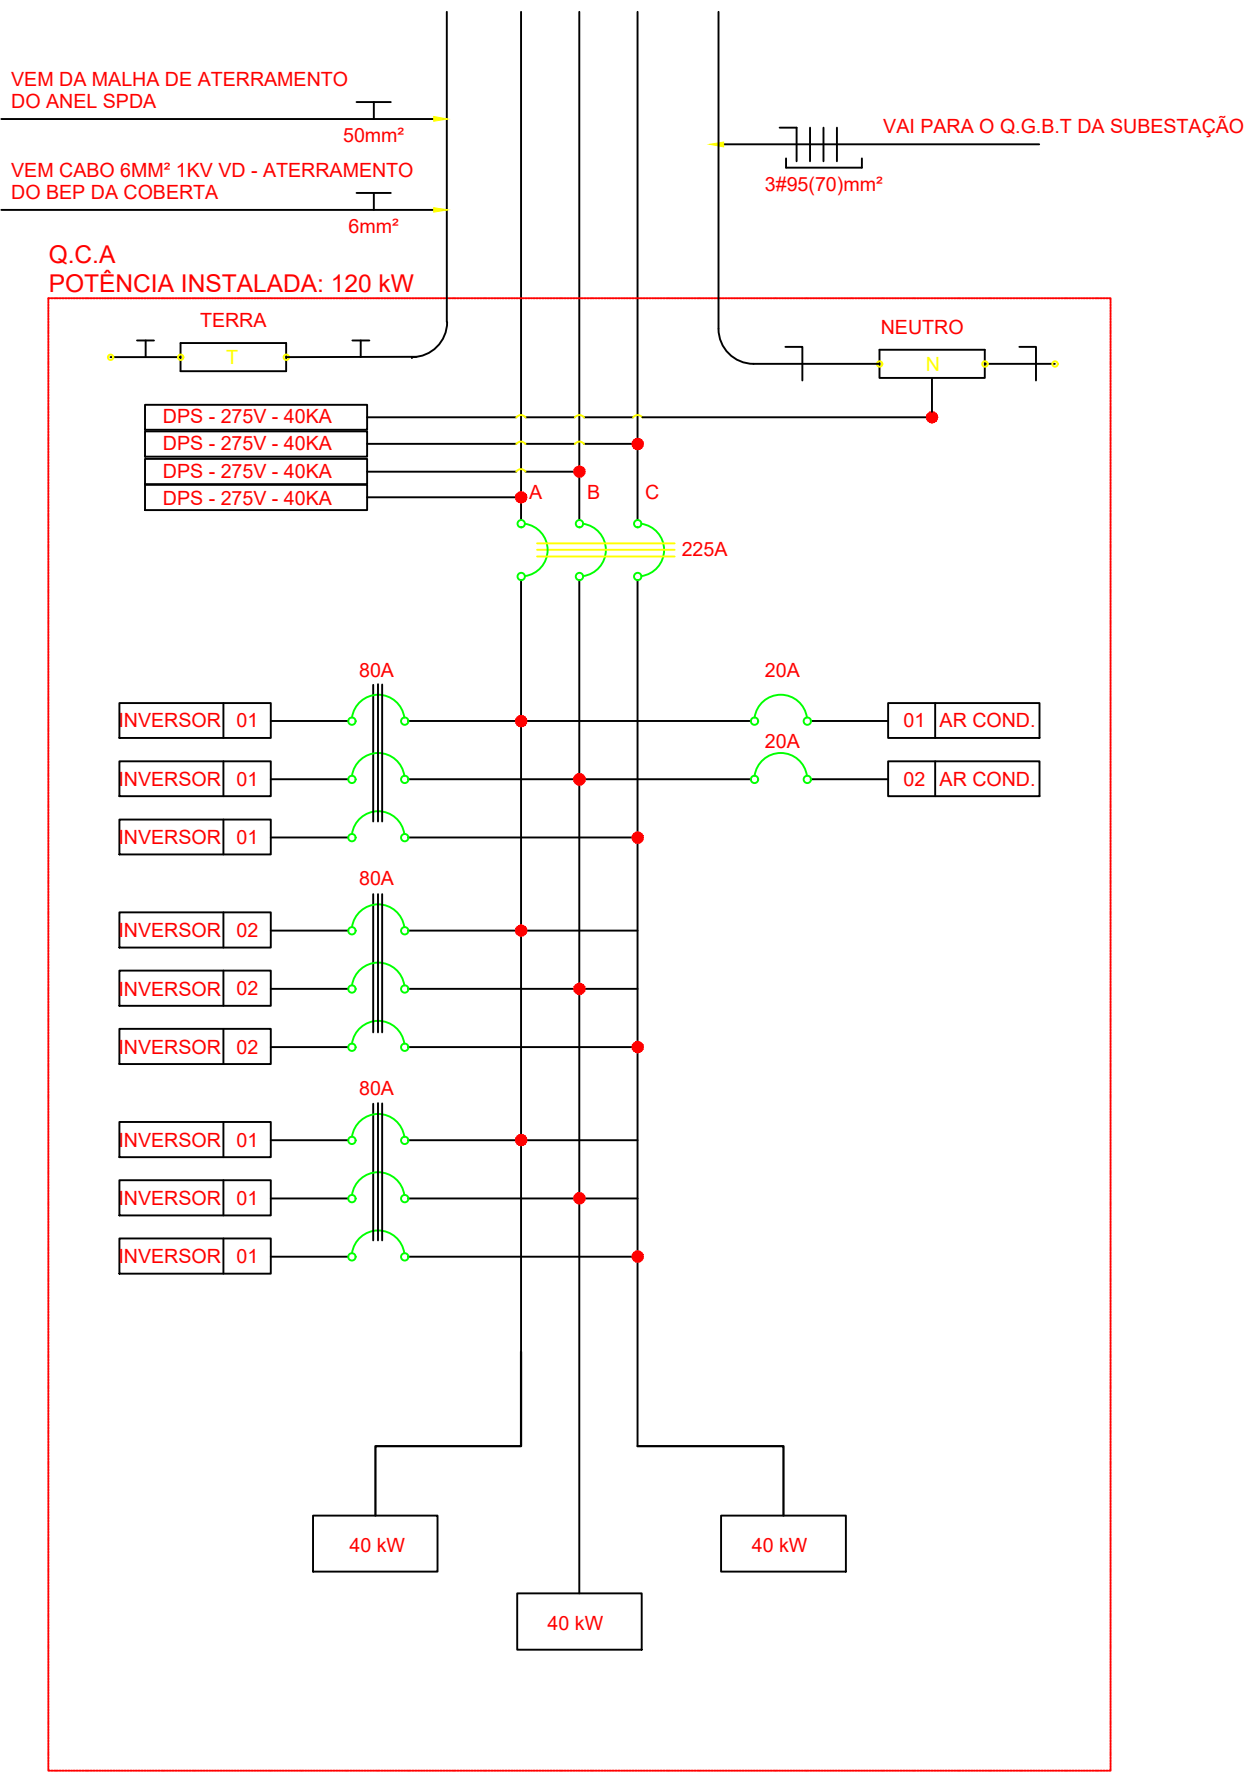 VEM DA MALHA DE ATERRAMENTO
DO ANEL SPDA
50mm²
VAI PARA O Q.G.B.T DA SUBESTAÇÃO
3#95(70)mm²
VEM CABO 6MM² 1KV VD - ATERRAMENTO
DO BEP DA COBERTA
6mm²
Q.C.A
POTÊNCIA INSTALADA: 120 kW
TERRA
T
NEUTRO
N
DPS - 275V - 40KA
DPS - 275V - 40KA
DPS - 275V - 40KA
DPS - 275V - 40KA
A B C
225A
80A
20A
INVERSOR 01
01 AR COND.
20A
INVERSOR 01
02 AR COND.
INVERSOR 01
80A
INVERSOR 02
INVERSOR 02
INVERSOR 02
80A
INVERSOR 01
INVERSOR 01
INVERSOR 01
40 kW
40 kW
40 kW